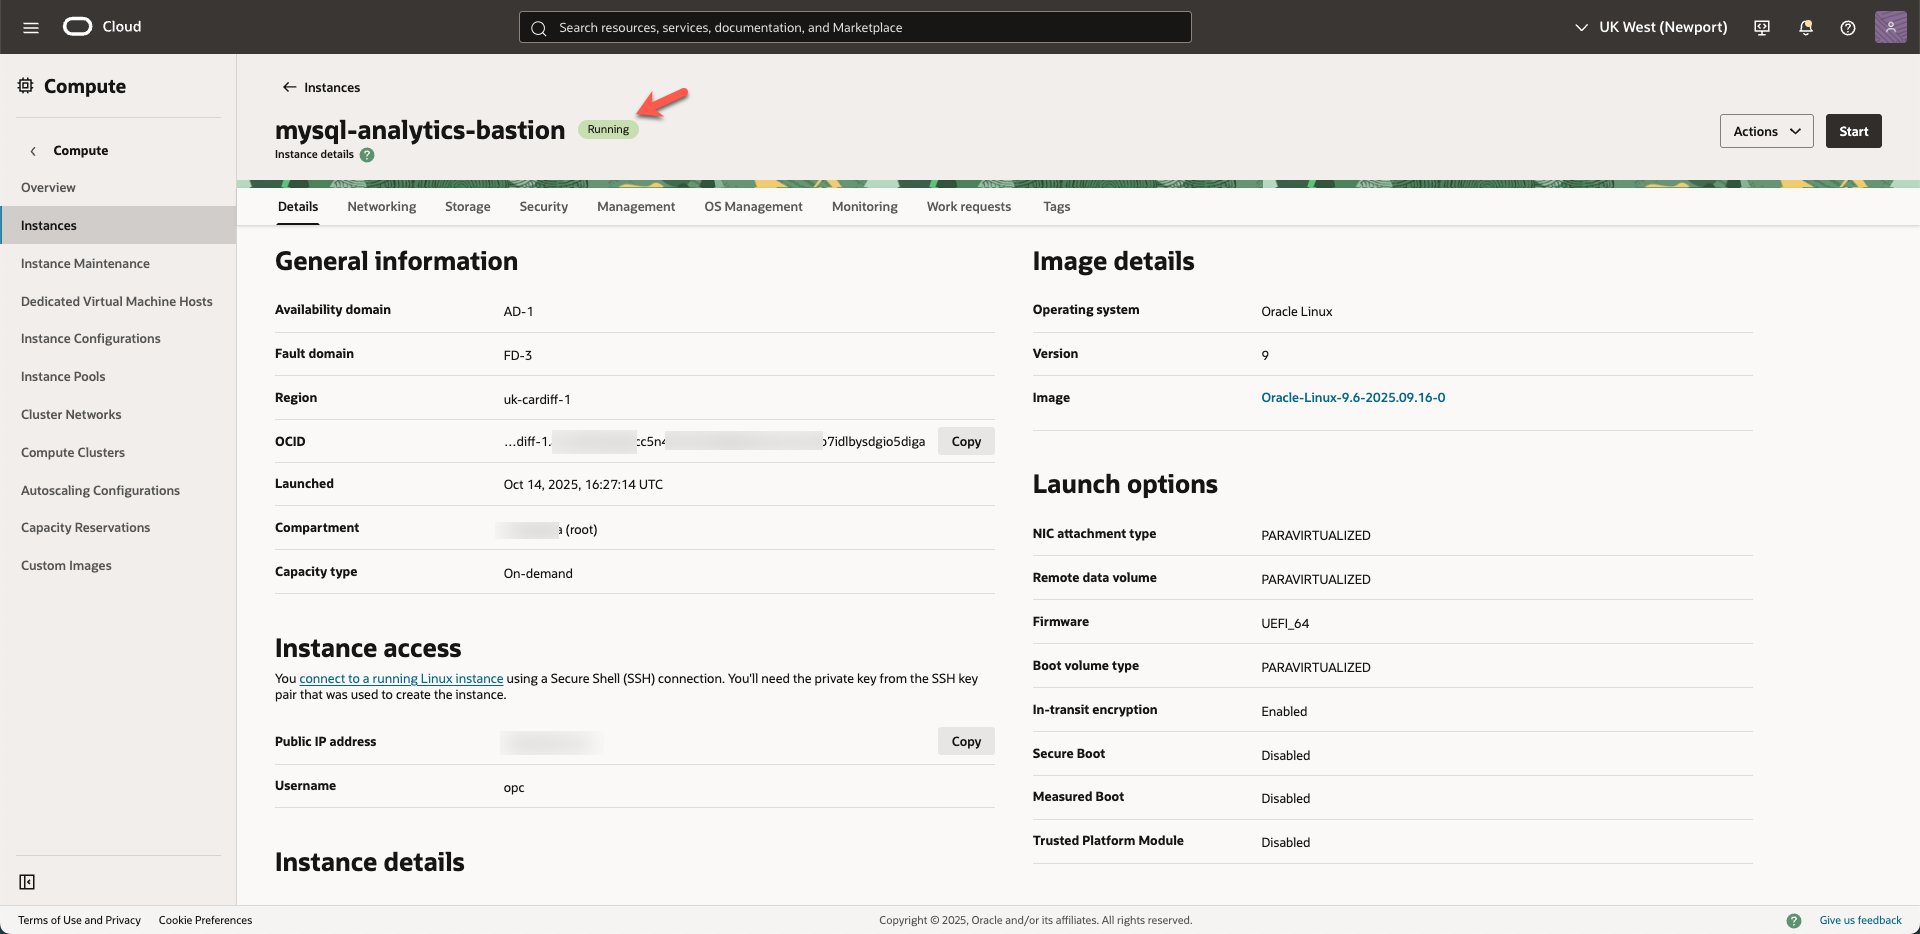 Cloud
Search resources, services, documentation, and Marketplace
UK West (Newport)
Compute
Compute
Overview
Instances
Instance Maintenance
Dedicated Virtual Machine Hosts
Instance Configurations
Instance Pools
Cluster Networks
Compute Clusters
Autoscaling Configurations
Capacity Reservations
Custom Images
Instances
mysql-analytics-bastion Running
Instance details ?
Actions
Start
Details Networking Storage Security Management OS Management Monitoring Work requests Tags
General information
Availability domain AD-1
Fault domain FD-3
Region uk-cardiff-1
OCID ...diff-1. cc5n4 7idlbysdgio5diga Copy
Launched Oct 14, 2025, 16:27:14 UTC
Compartment a (root)
Capacity type On-demand
Instance access
You connect to a running Linux instance using a Secure Shell (SSH) connection. You'll need the private key from the SSH key
pair that was used to create the instance.
Public IP address Copy
Username opc
Instance details
Image details
Operating system Oracle Linux
Version 9
Image Oracle-Linux-9.6-2025.09.16-0
Launch options
NIC attachment type PARAVIRTUALIZED
Remote data volume PARAVIRTUALIZED
Firmware UEFI_64
Boot volume type PARAVIRTUALIZED
In-transit encryption Enabled
Secure Boot Disabled
Measured Boot Disabled
Trusted Platform Module Disabled
Terms of Use and Privacy Cookie Preferences
Copyright © 2025, Oracle and/or its affiliates. All rights reserved.
? Give us feedback